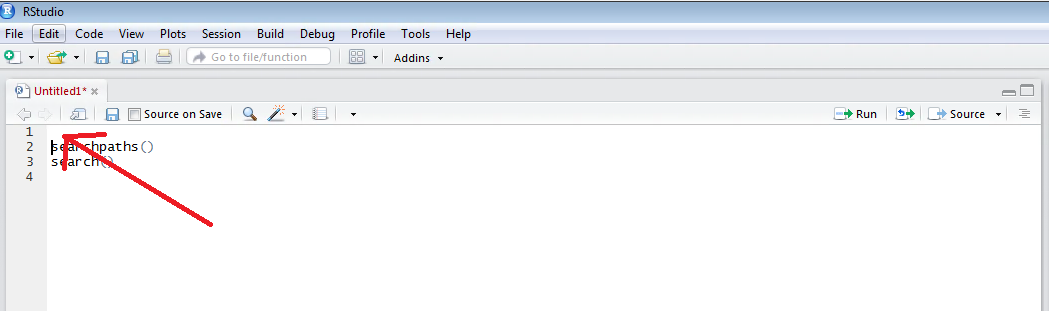 RStudio
File Edit Code View Plots Session Build Debug Profile Tools Help
Go to file/function Addins
Untitled1*
Source on Save Run Source
1
2 searchpaths()
3 search()
4